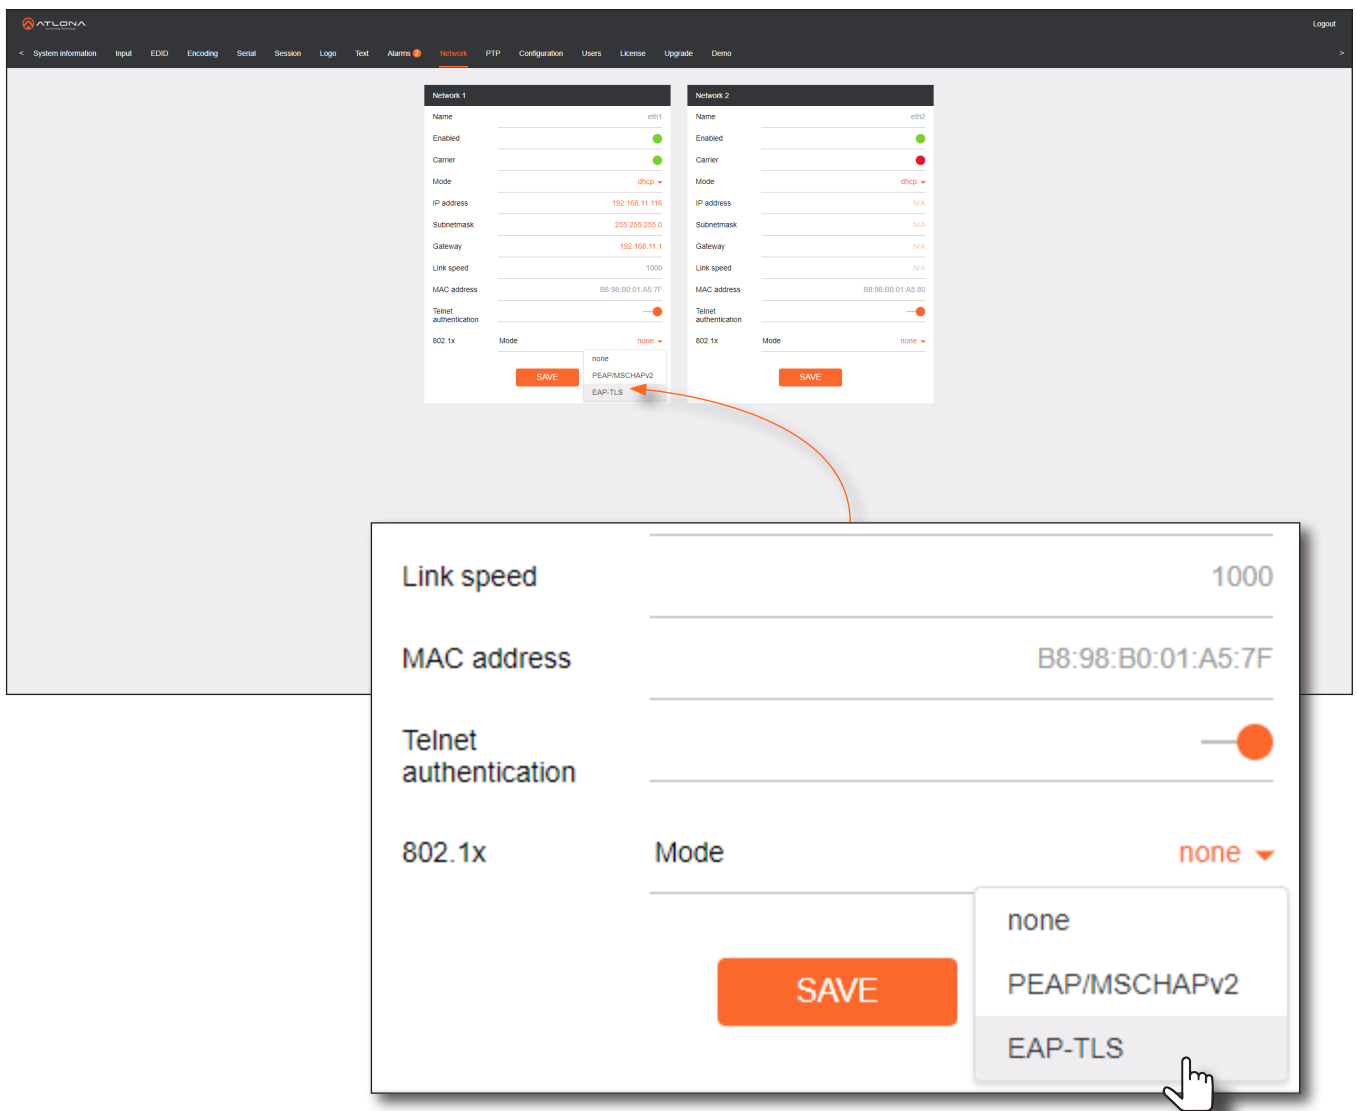 ATLONA
Logout
< System information Input EDID Encoding Serial Session Logo Text Alarms 2 Network PTP Configuration Users License Upgrade Demo >
Network 1
Name eth1
Enabled
Carrier
Mode dhcp
IP address 192.168.11.116
Subnetmask 255.255.255.0
Gateway 192.168.11.1
Link speed 1000
MAC address B8:98:B0:01:A5:7F
Telnet
authentication
802.1x Mode none
none
PEAP/MSCHAPv2
EAP-TLS
SAVE
Network 2
Name eth2
Enabled
Carrier
Mode dhcp
IP address N/A
Subnetmask N/A
Gateway N/A
Link speed N/A
MAC address B8:98:B0:01:A5:80
Telnet
authentication
802.1x Mode none
SAVE
Link speed 1000
MAC address B8:98:B0:01:A5:7F
Telnet
authentication
802.1x Mode none
none
PEAP/MSCHAPv2
EAP-TLS
SAVE